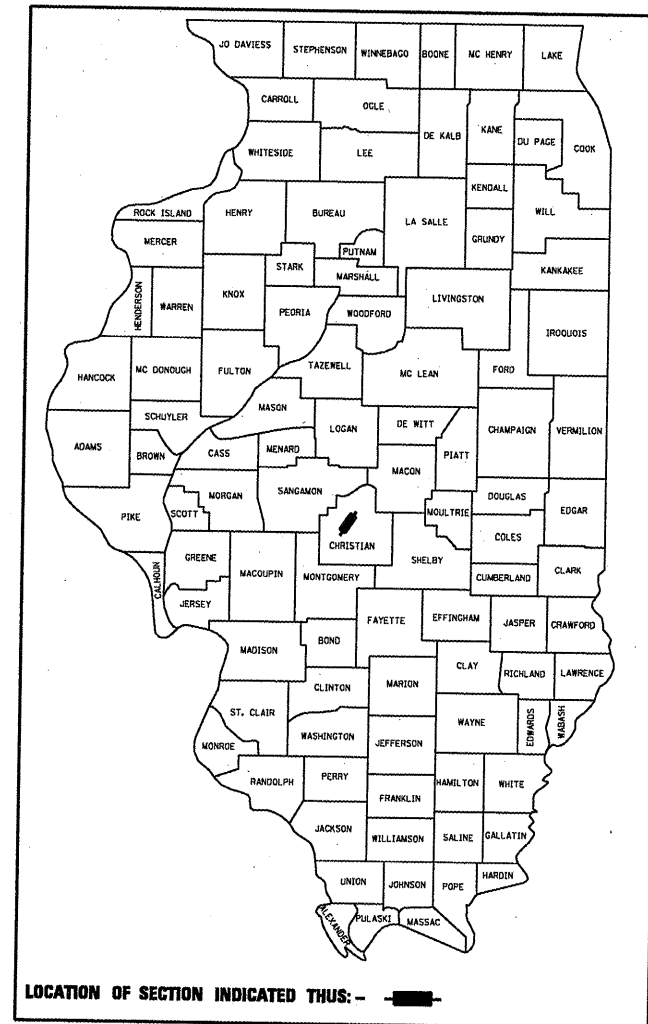 JO DAVIESS STEPHENSON WINNEBAGO BOONE MC HENRY LAKE
CARROLL OGLE
DE KALB KANE DU PAGE COOK
WHITESIDE LEE
KENDALL
ROCK ISLAND HENRY BUREAU LA SALLE WILL
MERCER PUTNAM GRUNDY
STARK MARSHALL KANKAKEE
HENDERSON WARREN KNOX PEORIA WOODFORD LIVINGSTON IROQUOIS
HANCOCK MC DONOUGH FULTON TAZEWELL MC LEAN FORD
SCHUYLER MASON
ADAMS BROWN CASS MENARD LOGAN DE WITT PIATT CHAMPAIGN VERMILION
MACON
PIKE SCOTT MORGAN SANGAMON MOULTRIE DOUGLAS EDGAR
CHRISTIAN COLES
CALHOUN GREENE MACOUPIN MONTGOMERY SHELBY CUMBERLAND CLARK
JERSEY
FAYETTE EFFINGHAM JASPER CRAWFORD
MADISON BOND
CLAY RICHLAND LAWRENCE
CLINTON MARION
ST. CLAIR WAYNE EDWARDS WABASH
MONROE WASHINGTON JEFFERSON
RANDOLPH PERRY HAMILTON WHITE
FRANKLIN
JACKSON WILLIAMSON SALINE GALLATIN
UNION JOHNSON POPE HARDIN
ALEXANDER PULASKI MASSAC
LOCATION OF SECTION INDICATED THUS: -